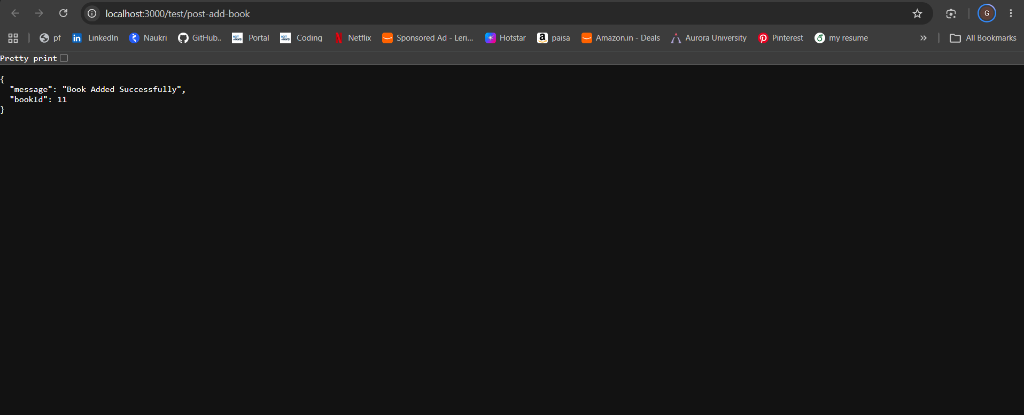 localhost:3000/test/post-add-book
G
pf LinkedIn Naukri GitHub.. Portal Coding Netflix Sponsored Ad - Len... Hotstar paisa Amazon.in - Deals Aurora University Pinterest my resume » All Bookmarks
Pretty print
{
"message": "Book Added Successfully",
"bookId": 11
}